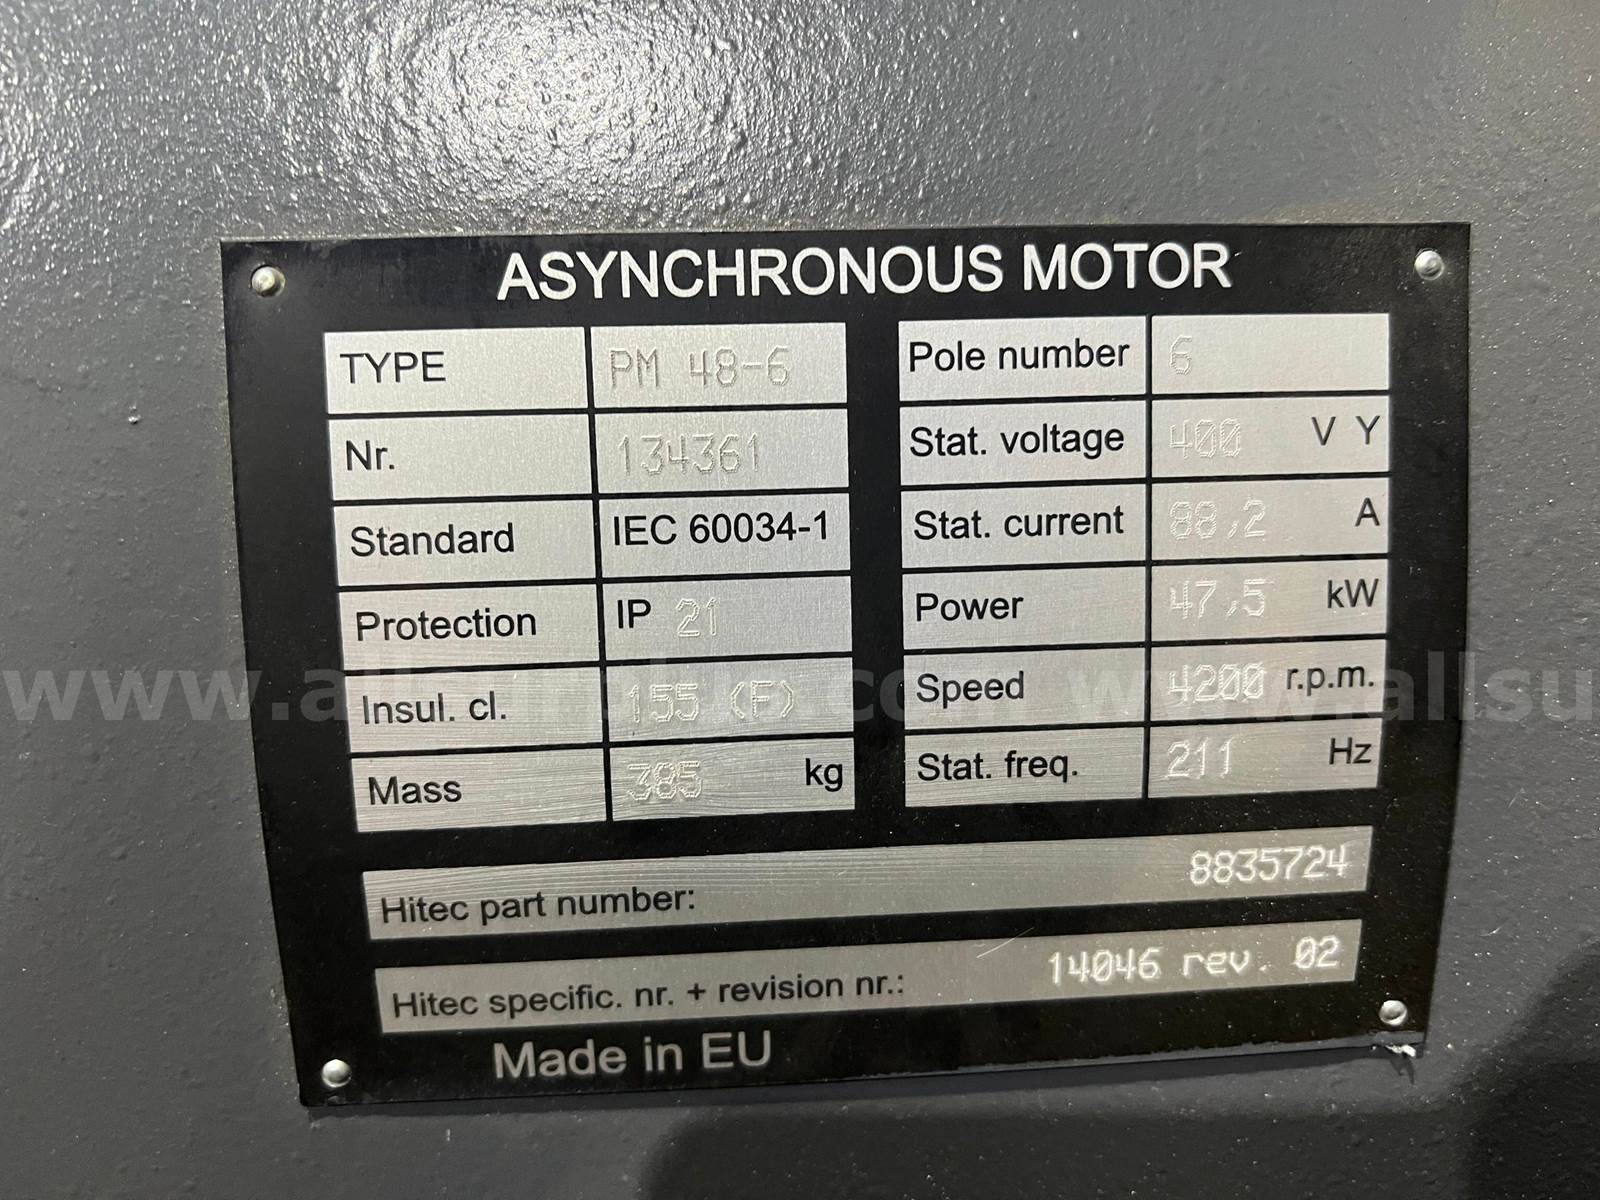 ASYNCHRONOUS MOTOR
TYPE PM 48-6
Nr. 134361
Standard IEC 60034-1
Protection IP 21
Insul. cl. 155 (F)
Mass 385 kg
Pole number 6
Stat. voltage 400 V Y
Stat. current 88,2 A
Power 47,5 kW
Speed 4200 r.p.m.
Stat. freq. 211 Hz
Hitec part number: 8835724
Hitec specific. nr. + revision nr.: 14046 rev. 02
Made in EU